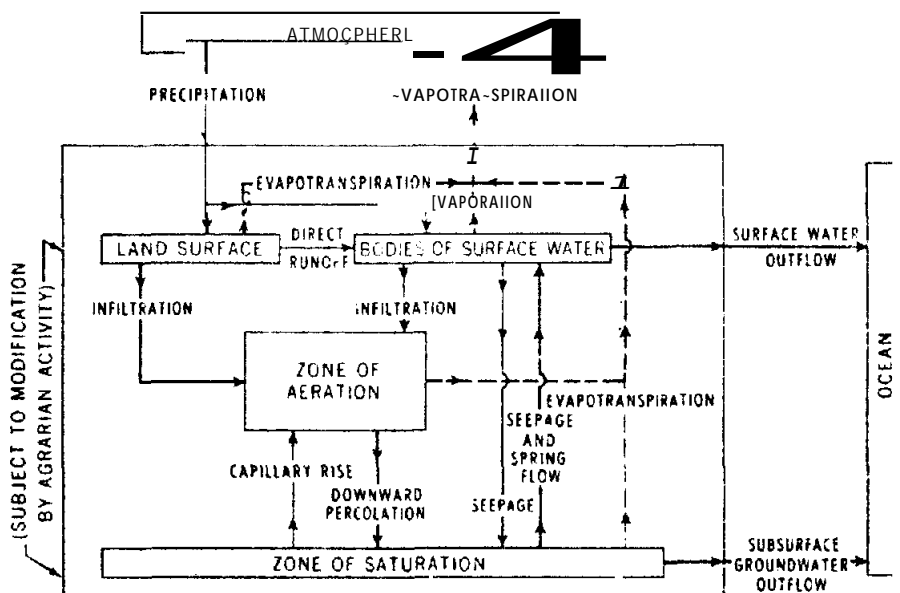 ATMOÇPHERL
PRECIPITATION
~VAPOTRA~SPIRAIION
EVAPOTRANSPIRATION
[VAPORAIION
LAND SURFACE
DIRECT
RUNOrF
BODIES OF SURFACE WATER
SURFACE WATER
OUTFLOW
INFILTRATION
INFILTRATION
ZONE OF
AERATION
EVAPOTRANSPIRATION
SEEPAGE
AND
SPRING
FLOW
CAPILLARY RISE
DOWNWARD
PERCOLATION
SEEPAGE
ZONE OF SATURATION
SUBSURFACE
GROUNDWATER
OUTFLOW
(SUBJECT TO MODIFICATION
BY AGRARIAN ACTIVITY)
OCEAN